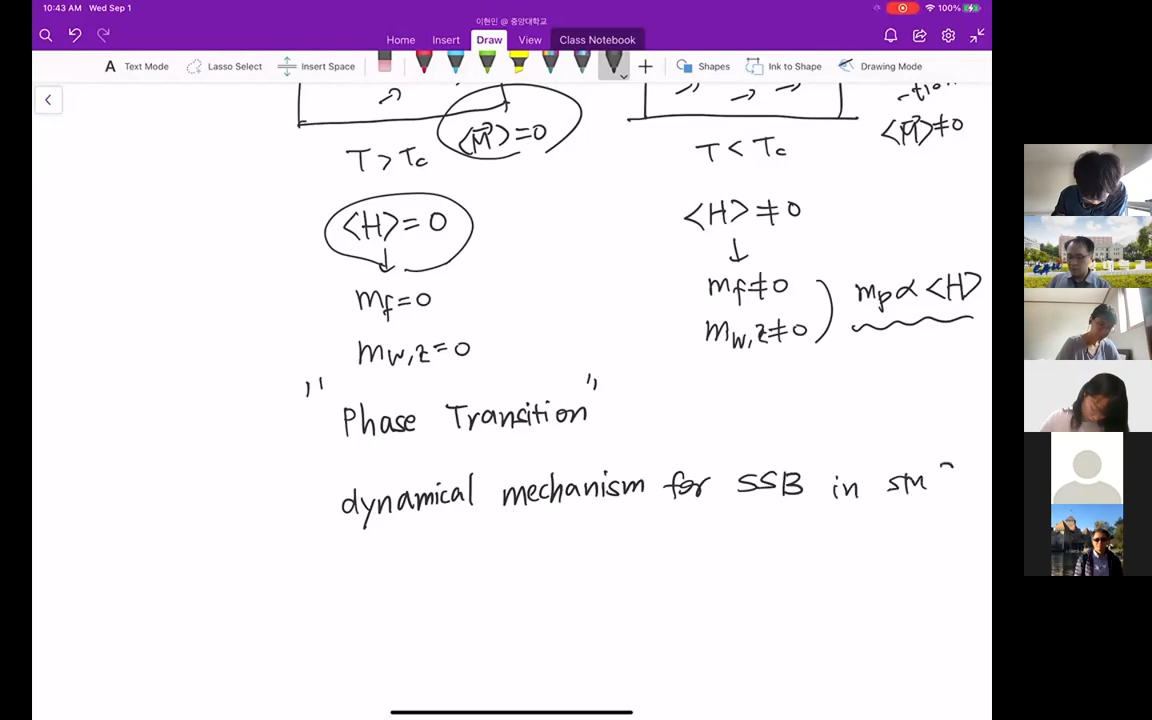 10:43 AM Wed Sep 1
100%
이현민 @ 중앙대학교
Home Insert Draw View Class Notebook
Text Mode Lasso Select Insert Space Shapes Ink to Shape Drawing Mode
-tion
<M⃗>=0
<M⃗>≠0
T > Tc
T < Tc
<H> = 0
<H> ≠ 0
↓
↓
mf = 0
mf ≠ 0
mp ∝ <H>
mW,Z = 0
mW,Z ≠ 0
"Phase Transition"
dynamical mechanism for SSB in SM